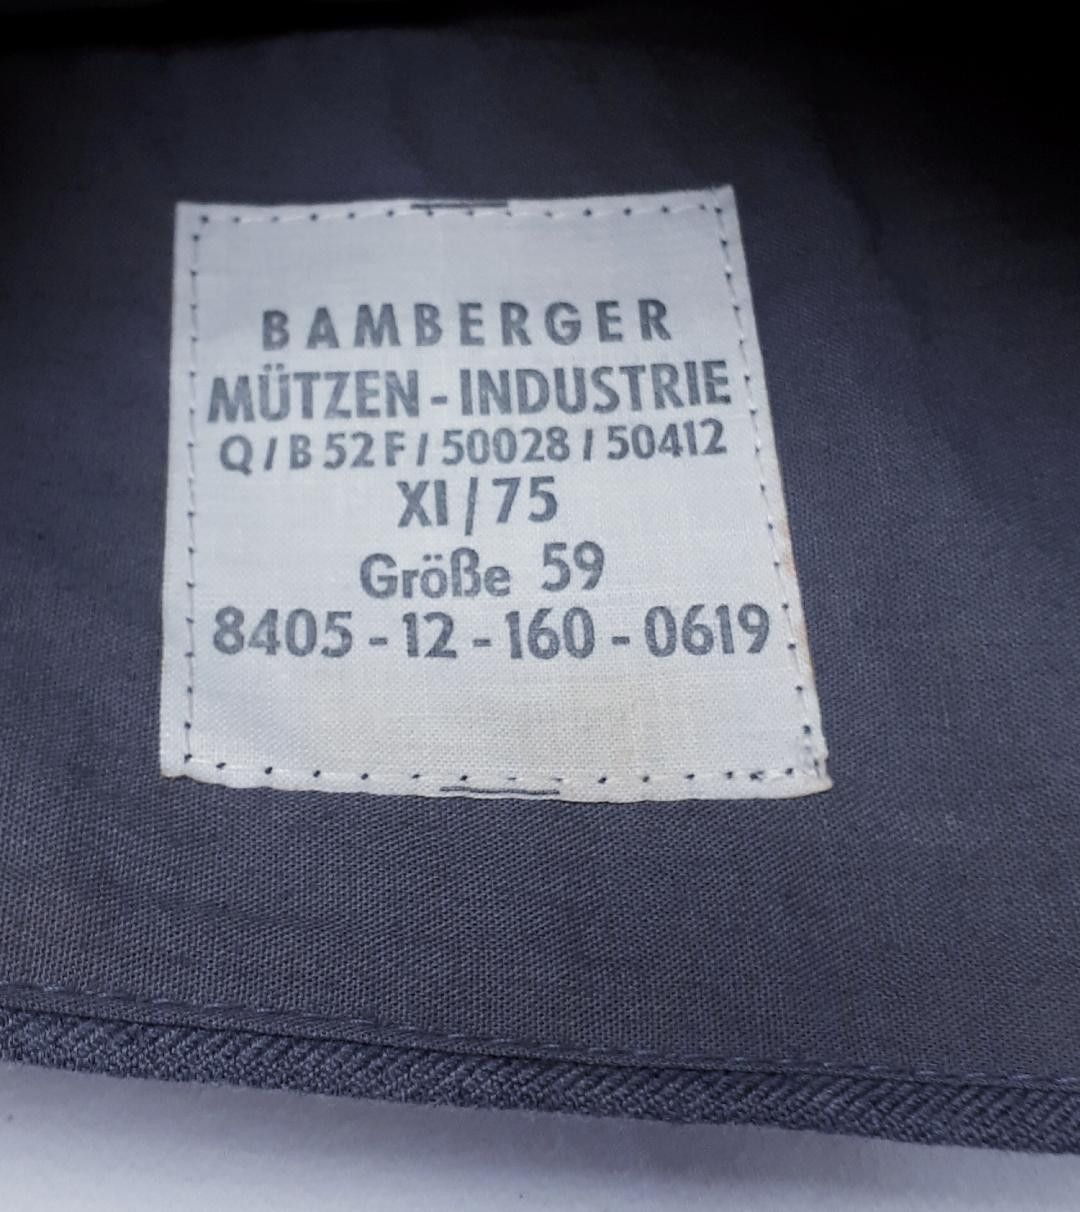 BAMBERGER
MÜTZEN-INDUSTRIE
Q/B 52 F/50028/50412
XI/75
Größe 59
8405-12-160-0619